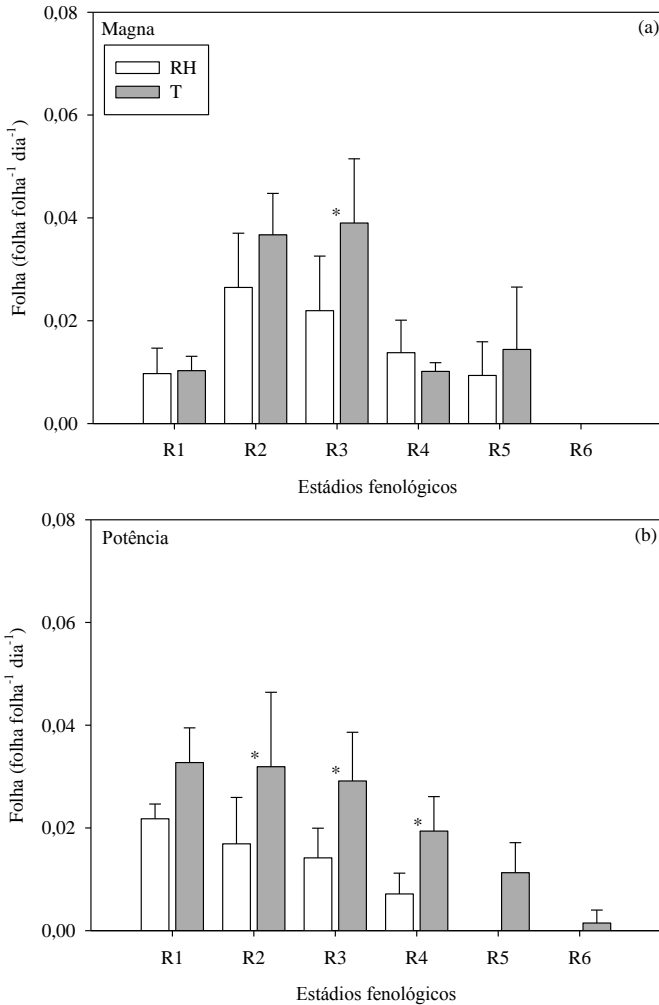 0,08
Magna
(a)
RH
T
0,06
0,04
*
0,02
0,00
Folha (folha folha⁻¹ dia⁻¹)
R1 R2 R3 R4 R5 R6
Estádios fenológicos
0,08
Potência
(b)
0,06
0,04
* * *
0,02
0,00
Folha (folha folha⁻¹ dia⁻¹)
R1 R2 R3 R4 R5 R6
Estádios fenológicos